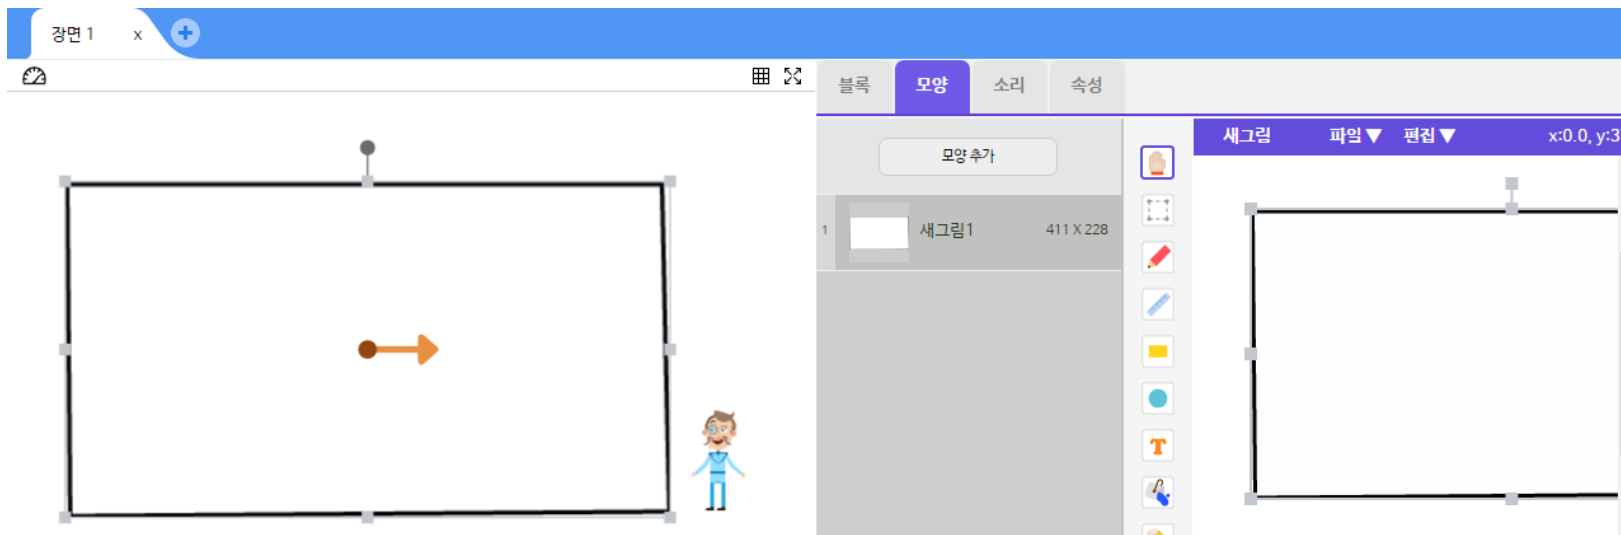 장면 1 x
블록 모양 소리 속성
새그림 파일▼ 편집▼ x:0.0, y:3
모양 추가
1 새그림1 411 X 228
T